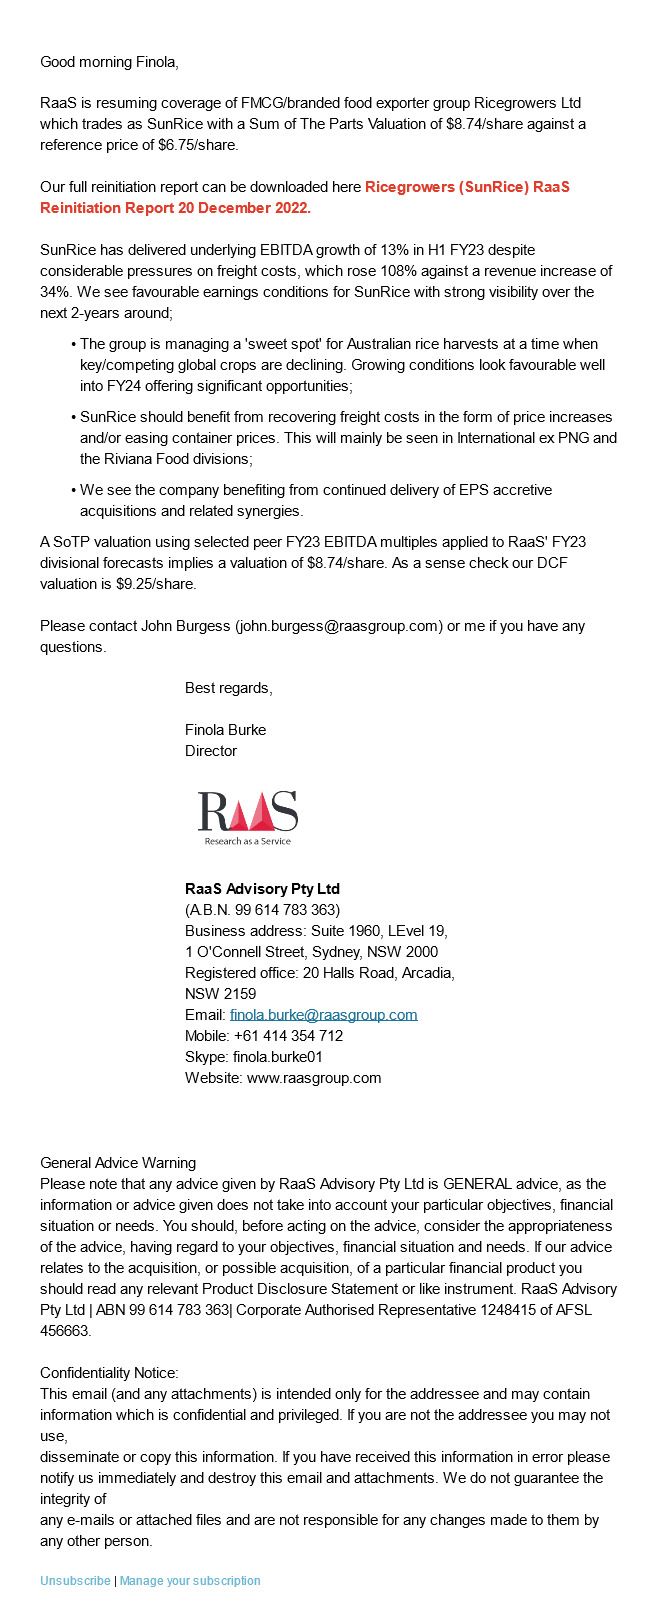 Good morning Finola,
RaaS is resuming coverage of FMCG/branded food exporter group Ricegrowers Ltd
which trades as SunRice with a Sum of The Parts Valuation of $8.74/share against a
reference price of $6.75/share.
Our full reinitiation report can be downloaded here Ricegrowers (SunRice) RaaS
Reinitiation Report 20 December 2022.
SunRice has delivered underlying EBITDA growth of 13% in H1 FY23 despite
considerable pressures on freight costs, which rose 108% against a revenue increase of
34%. We see favourable earnings conditions for SunRice with strong visibility over the
next 2-years around;
• The group is managing a 'sweet spot' for Australian rice harvests at a time when
key/competing global crops are declining. Growing conditions look favourable well
into FY24 offering significant opportunities;
• SunRice should benefit from recovering freight costs in the form of price increases
and/or easing container prices. This will mainly be seen in International ex PNG and
the Riviana Food divisions;
• We see the company benefiting from continued delivery of EPS accretive
acquisitions and related synergies.
A SoTP valuation using selected peer FY23 EBITDA multiples applied to RaaS' FY23
divisional forecasts implies a valuation of $8.74/share. As a sense check our DCF
valuation is $9.25/share.
Please contact John Burgess (john.burgess@raasgroup.com) or me if you have any
questions.
Best regards,
Finola Burke
Director
RAAS
Research as a Service
RaaS Advisory Pty Ltd
(A.B.N. 99 614 783 363)
Business address: Suite 1960, LEvel 19,
1 O'Connell Street, Sydney, NSW 2000
Registered office: 20 Halls Road, Arcadia,
NSW 2159
Email: finola.burke@raasgroup.com
Mobile: +61 414 354 712
Skype: finola.burke01
Website: www.raasgroup.com
General Advice Warning
Please note that any advice given by RaaS Advisory Pty Ltd is GENERAL advice, as the
information or advice given does not take into account your particular objectives, financial
situation or needs. You should, before acting on the advice, consider the appropriateness
of the advice, having regard to your objectives, financial situation and needs. If our advice
relates to the acquisition, or possible acquisition, of a particular financial product you
should read any relevant Product Disclosure Statement or like instrument. RaaS Advisory
Pty Ltd | ABN 99 614 783 363| Corporate Authorised Representative 1248415 of AFSL
456663.
Confidentiality Notice:
This email (and any attachments) is intended only for the addressee and may contain
information which is confidential and privileged. If you are not the addressee you may not
use,
disseminate or copy this information. If you have received this information in error please
notify us immediately and destroy this email and attachments. We do not guarantee the
integrity of
any e-mails or attached files and are not responsible for any changes made to them by
any other person.
Unsubscribe | Manage your subscription